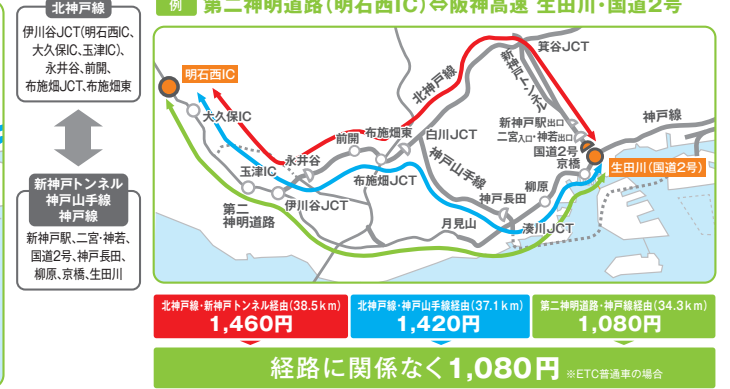 北神戸線
伊川谷JCT(明石西IC、
大久保IC、玉津IC)、
永井谷、前開、
布施畑JCT、布施畑東
新神戸トンネル
神戸山手線
神戸線
新神戸駅、二宮・神若、
国道2号、神戸長田、
柳原、京橋、生田川
例 第二神明道路(明石西IC)⇔阪神高速 生田川・国道2号
箕谷JCT
北神戸線
新神戸トンネル
明石西IC
大久保IC
前開
布施畑東
白川JCT
新神戸駅出口
二宮入口・神若出口
国道2号
京橋
神戸線
生田川(国道2号)
玉津IC
永井谷
布施畑JCT
神戸山手線
柳原
神戸長田
伊川谷JCT
第二
神明道路
月見山
湊川JCT
北神戸線・新神戸トンネル経由(38.5km)
1,460円
北神戸線・神戸山手線経由(37.1km)
1,420円
第二神明道路・神戸線経由(34.3km)
1,080円
経路に関係なく1,080円 ※ETC普通車の場合